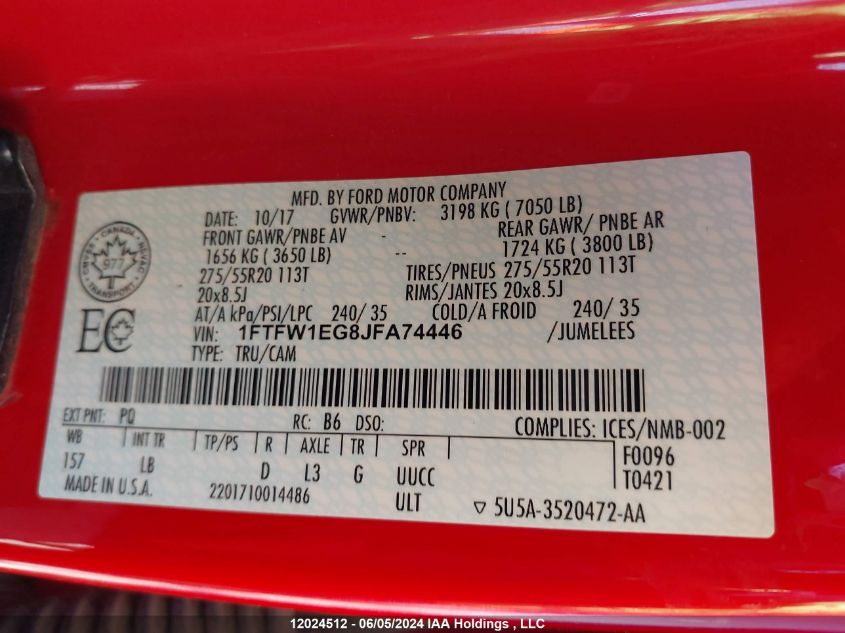 MFD. BY FORD MOTOR COMPANY
DATE: 10/17 GVWR/PNBV: 3198 KG ( 7050 LB)
FRONT GAWR/PNBE AV - REAR GAWR/ PNBE AR
1656 KG ( 3650 LB) -- 1724 KG ( 3800 LB)
275/55R20 113T TIRES/PNEUS 275/55R20 113T
20x8.5J RIMS/JANTES 20x8.5J
AT/A kPa/PSI/LPC 240/ 35 COLD/A FROID 240/ 35
VIN: 1FTFW1EG8JFA74446 /JUMELEES
TYPE: TRU/CAM
CANADA
977
TRANSPORT
EC
EXT PNT: PQ RC: B6 DSO: COMPLIES: ICES/NMB-002
WB INT TR TP/PS R AXLE TR SPR F0096
157 LB D L3 G UUCC T0421
MADE IN U.S.A. 2201710014486 ULT ▽ 5U5A-3520472-AA
12024512 - 06/05/2024 IAA Holdings , LLC